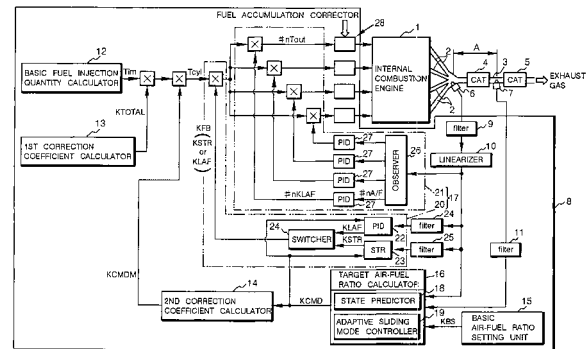 FUEL ACCUMULATION CORRECTOR
28
1
#nTout
12
BASIC FUEL INJECTION
QUANTITY CALCULATOR
Tim
Tcyl
INTERNAL
COMBUSTION
ENGINE
2
2
A
4
3
5
CAT
CAT
6
7
EXHAUST
GAS
KTOTAL
13
1ST CORRECTION
COEFFICIENT CALCULATOR
KFB
KSTR
or
KLAF
PID
27
PID
27
PID
27
PID
27
26
OBSERVER
#nKLAF
#nA/F
21
17
20
filter
9
LINEARIZER
10
8
24
SWITCHER
KLAF
KSTR
PID
22
STR
23
filter
24
filter
25
filter
11
KCMDM
14
2ND CORRECTION
COEFFICIENT CALCULATOR
KCMD
TARGET AIR-FUEL
RATIO CALCULATOR
16
18
STATE PREDICTOR
19
ADAPTIVE SLIDING
MODE CONTROLLER
KBS
15
BASIC
AIR-FUEL RATIO
SETTING UNIT